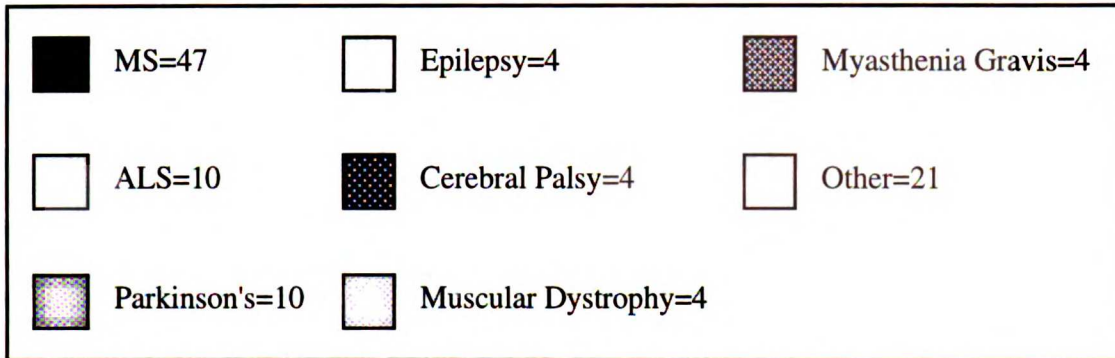 MS=47 Epilepsy=4 Myasthenia Gravis=4
ALS=10 Cerebral Palsy=4 Other=21
Parkinson's=10 Muscular Dystrophy=4